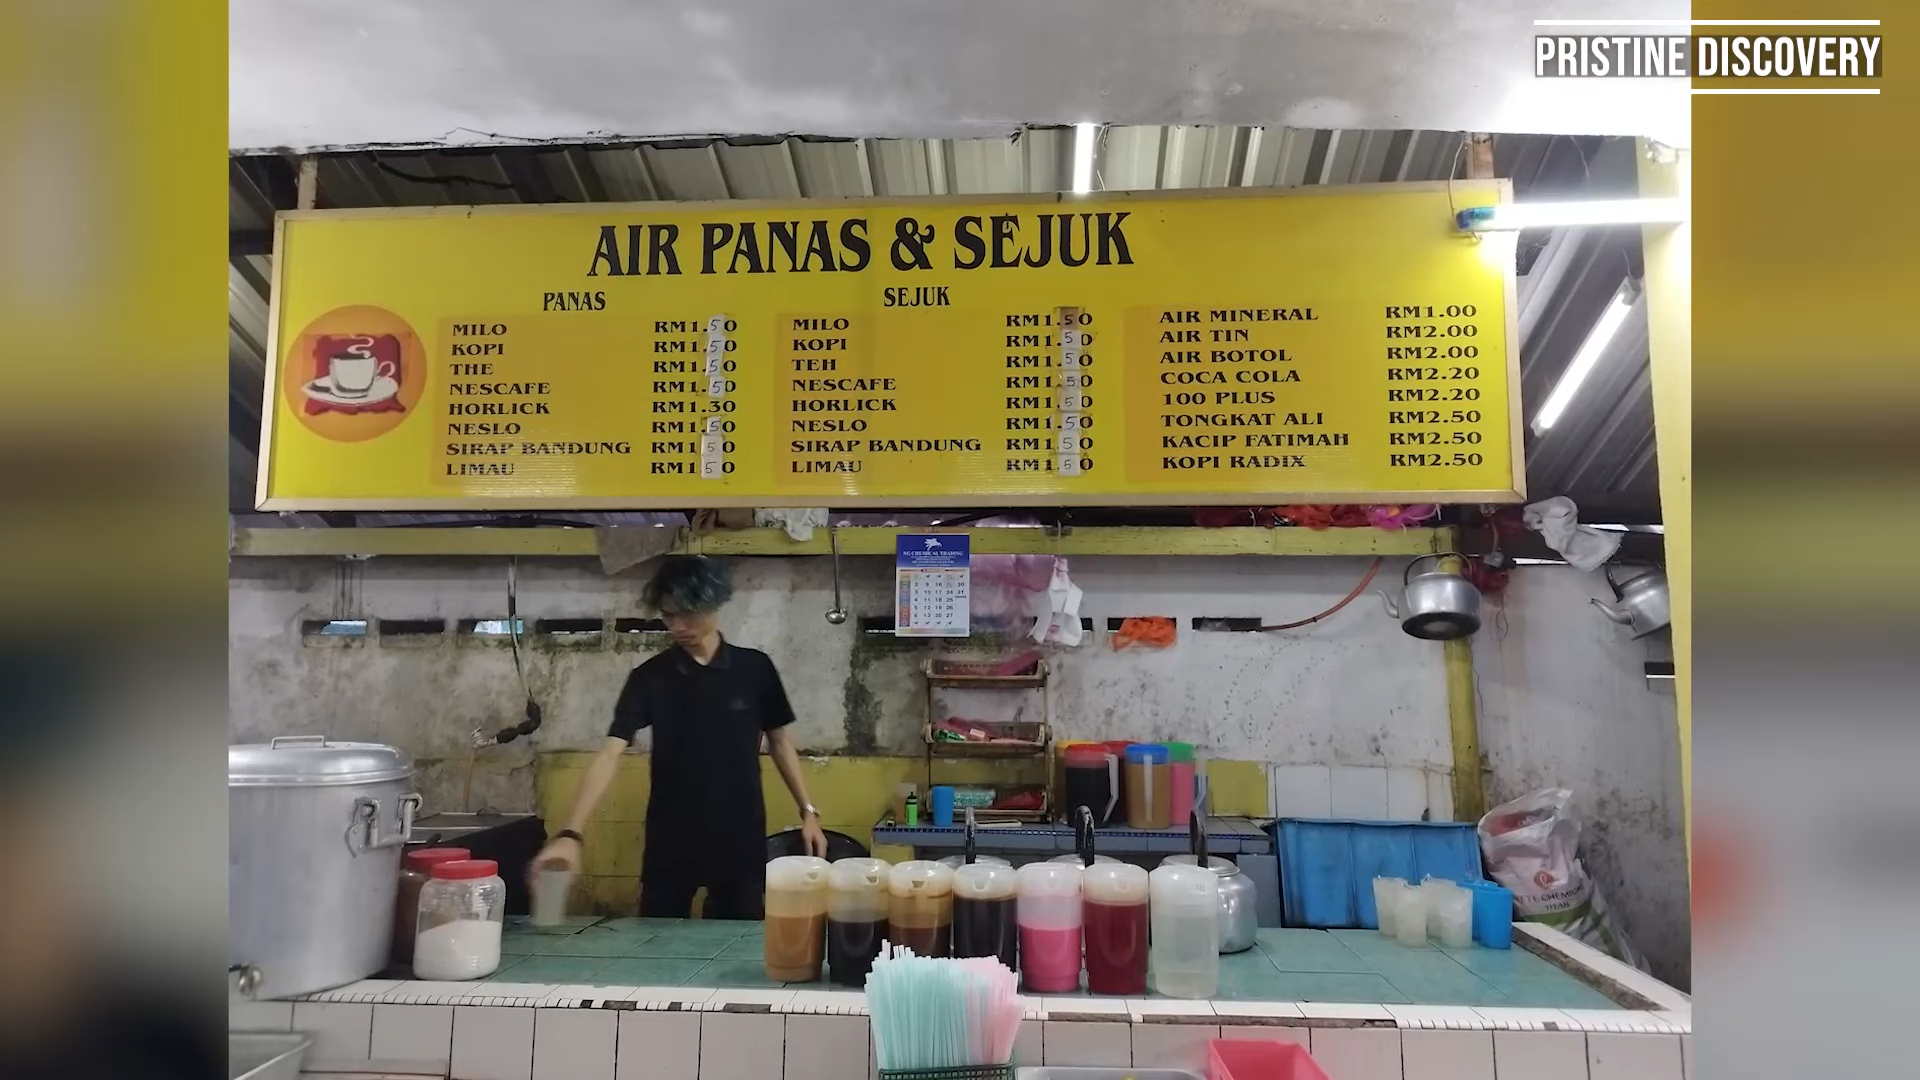 PRISTINE DISCOVERY
AIR PANAS & SEJUK
PANAS
MILO RM1.50
KOPI RM1.50
THE RM1.50
NESCAFE RM1.50
HORLICK RM1.30
NESLO RM1.50
SIRAP BANDUNG RM1.50
LIMAU RM1.50
SEJUK
MILO RM1.50
KOPI RM1.50
TEH RM1.50
NESCAFE RM1.50
HORLICK RM1.50
NESLO RM1.50
SIRAP BANDUNG RM1.50
LIMAU RM1.50
AIR MINERAL RM1.00
AIR TIN RM2.00
AIR BOTOL RM2.00
COCA COLA RM2.20
100 PLUS RM2.20
TONGKAT ALI RM2.50
KACIP FATIMAH RM2.50
KOPI RADIX RM2.50
NG CHEMICAL TRADING